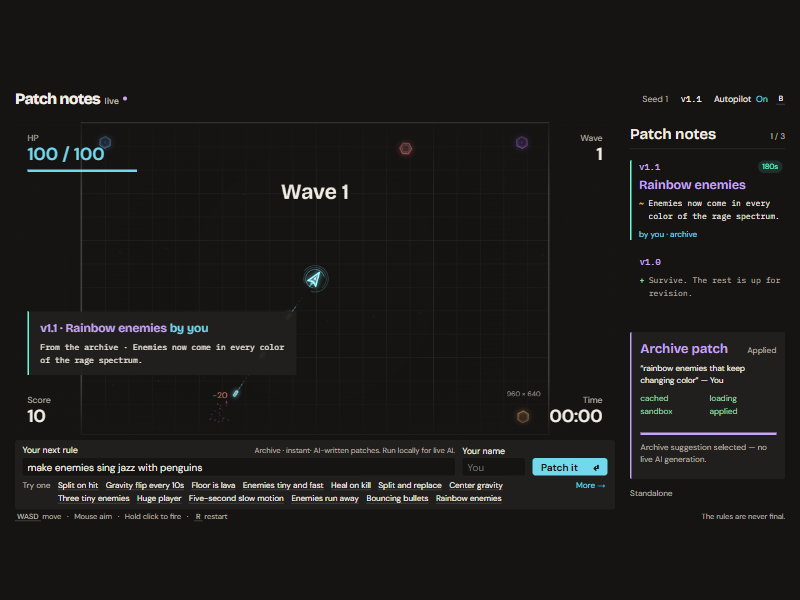 Patch notes live
Seed 1 v1.1 Autopilot On B
HP
100 / 100
Wave
1
Wave 1
v1.1 · Rainbow enemies by you
From the archive · Enemies now come in every color
of the rage spectrum.
-20
960 × 640
Score
10
Time
00:00
Your next rule
Archive · instant · AI-written patches. Run locally for live AI.
Your name
make enemies sing jazz with penguins
You
Patch it
Try one Split on hit Gravity flip every 10s Floor is lava Enemies tiny and fast Heal on kill Split and replace Center gravity
More →
Three tiny enemies Huge player Five-second slow motion Enemies run away Bouncing bullets Rainbow enemies
WASD move · Mouse aim · Hold click to fire · R restart
Patch notes
1 / 3
v1.1
180s
Rainbow enemies
~ Enemies now come in every
color of the rage spectrum.
by you · archive
v1.0
+ Survive. The rest is up for
revision.
Archive patch Applied
"rainbow enemies that keep
changing color" — You
cached loading
sandbox applied
Archive suggestion selected — no
live AI generation.
Standalone
The rules are never final.